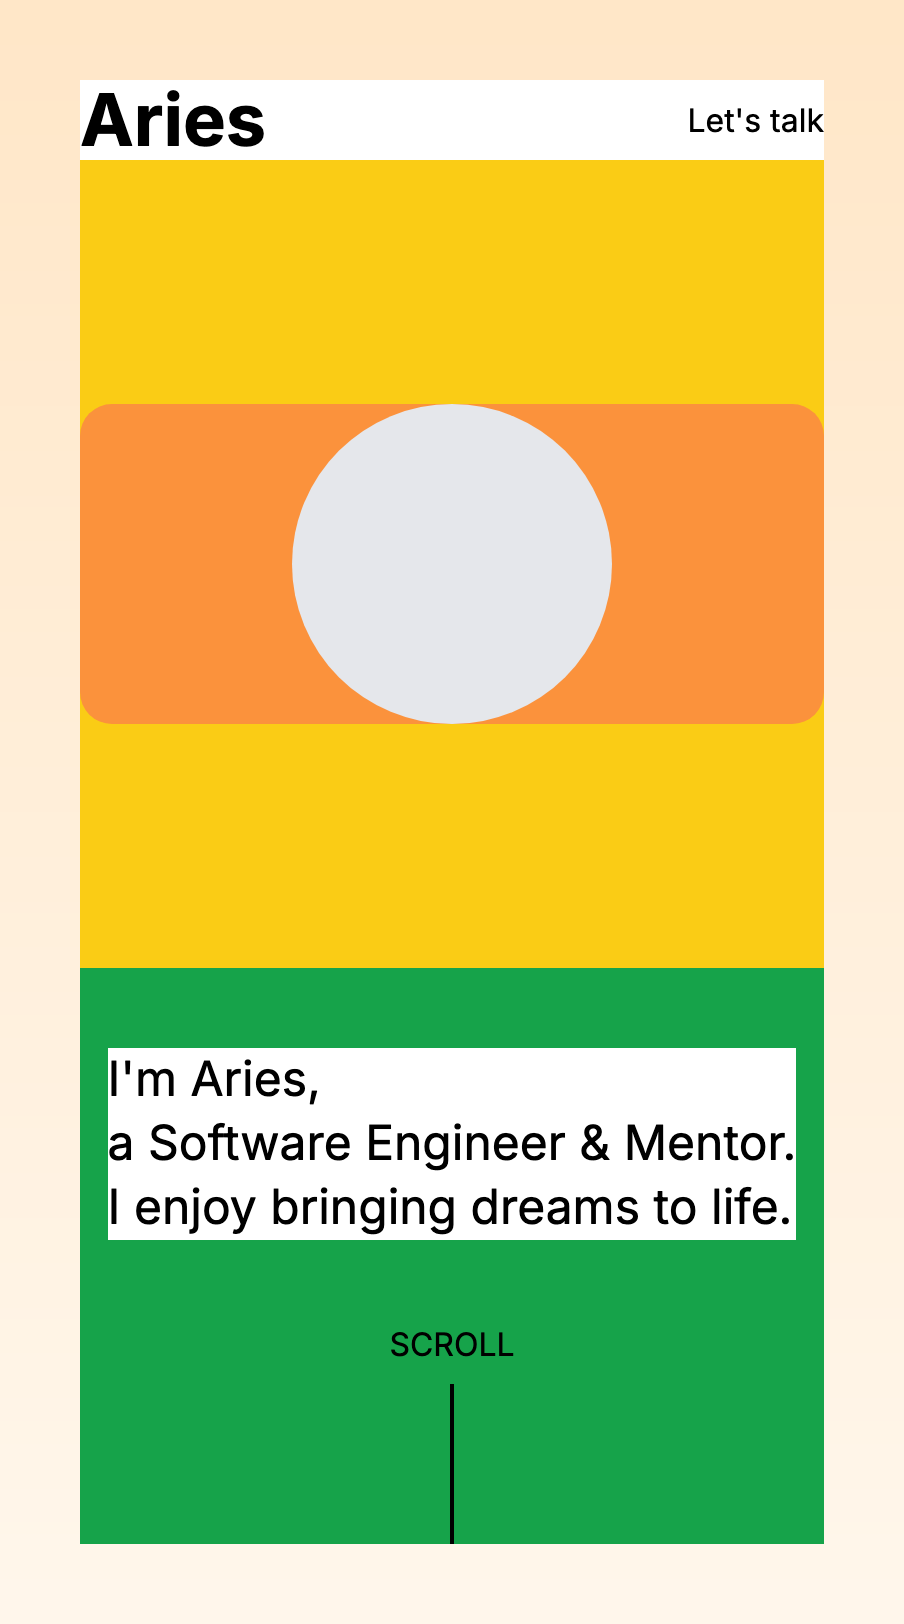 Aries
Let's talk
I'm Aries,
a Software Engineer & Mentor.
I enjoy bringing dreams to life.
SCROLL